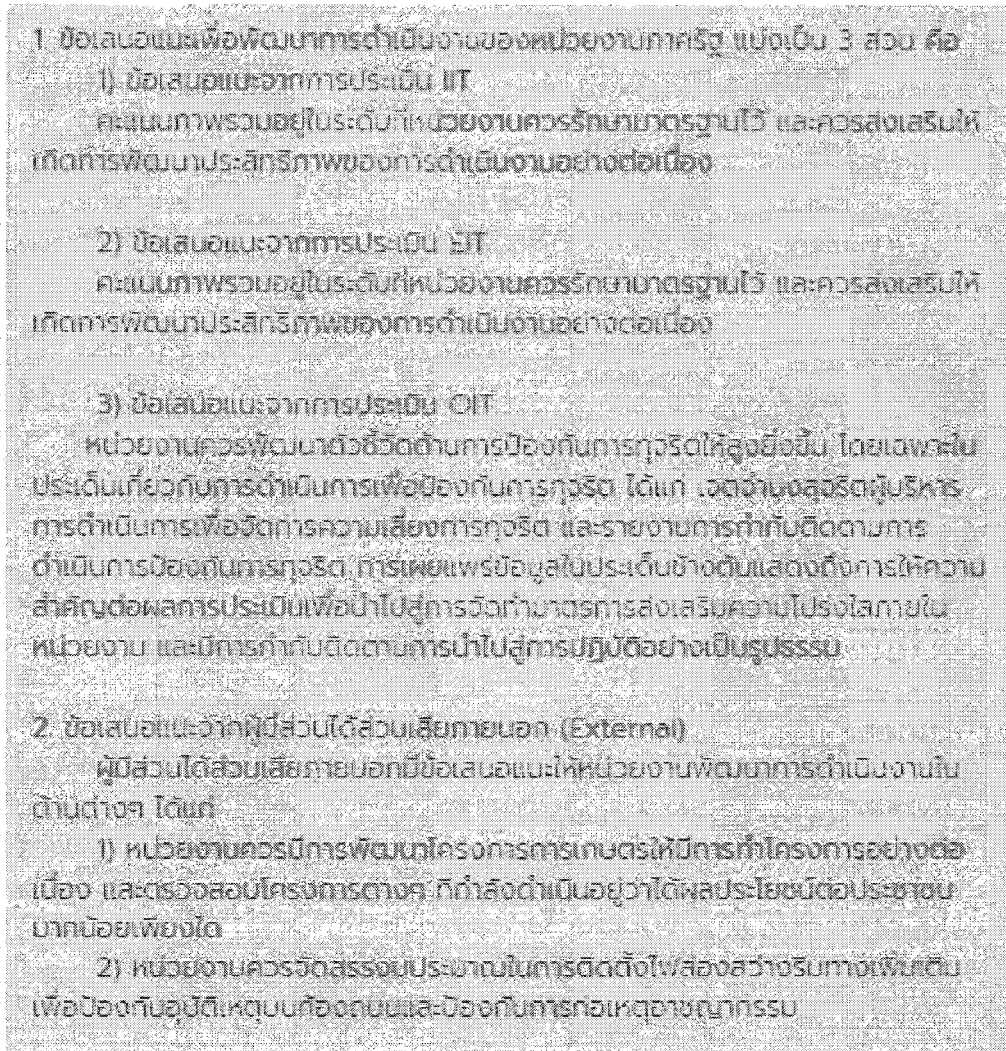 1. ข้อเสนอแนะเพื่อพัฒนาการดำเนินงานของหน่วยงานภาครัฐ แบ่งเป็น 3 ส่วน คือ
1) ข้อเสนอแนะจากการประเมิน IIT
คะแนนภาพรวมอยู่ในระดับที่หน่วยงานควรรักษามาตรฐานไว้ และควรส่งเสริมให้
เกิดการพัฒนาประสิทธิภาพของการดำเนินงานอย่างต่อเนื่อง
2) ข้อเสนอแนะจากการประเมิน EIT
คะแนนภาพรวมอยู่ในระดับที่หน่วยงานควรรักษามาตรฐานไว้ และควรส่งเสริมให้
เกิดการพัฒนาประสิทธิภาพของการดำเนินงานอย่างต่อเนื่อง
3) ข้อเสนอแนะจากการประเมิน OIT
หน่วยงานควรพัฒนาตัวชี้วัดด้านการป้องกันการทุจริตให้สูงยิ่งขึ้น โดยเฉพาะใน
ประเด็นเกี่ยวกับการดำเนินการเพื่อป้องกันการทุจริต ได้แก่ เจตจำนงสุจริตผู้บริหาร
การดำเนินการเพื่อจัดการความเสี่ยงการทุจริต และรายงานการกำกับติดตามการ
ดำเนินการป้องกันการทุจริต การเผยแพร่ข้อมูลในประเด็นข้างต้นแสดงถึงการให้ความ
สำคัญต่อผลการประเมินเพื่อนำไปสู่การจัดทำมาตรการส่งเสริมความโปร่งใสภายใน
หน่วยงาน และมีการกำกับติดตามการนำไปสู่การปฏิบัติอย่างเป็นรูปธรรม
2. ข้อเสนอแนะจากผู้มีส่วนได้ส่วนเสียภายนอก (External)
ผู้มีส่วนได้ส่วนเสียภายนอกมีข้อเสนอแนะให้หน่วยงานพัฒนาการดำเนินงานใน
ด้านต่างๆ ได้แก่
1) หน่วยงานควรมีการพัฒนาโครงการการเกษตรให้มีการทำโครงการอย่างต่อ
เนื่อง และตรวจสอบโครงการต่างๆ ที่กำลังดำเนินอยู่ว่าได้ผลประโยชน์ต่อประชาชน
มากน้อยเพียงใด
2) หน่วยงานควรจัดสรรงบประมาณในการติดตั้งไฟส่องสว่างริมทางเพิ่มเติม
เพื่อป้องกันอุบัติเหตุบนท้องถนนและป้องกันการก่อเหตุอาชญากรรม